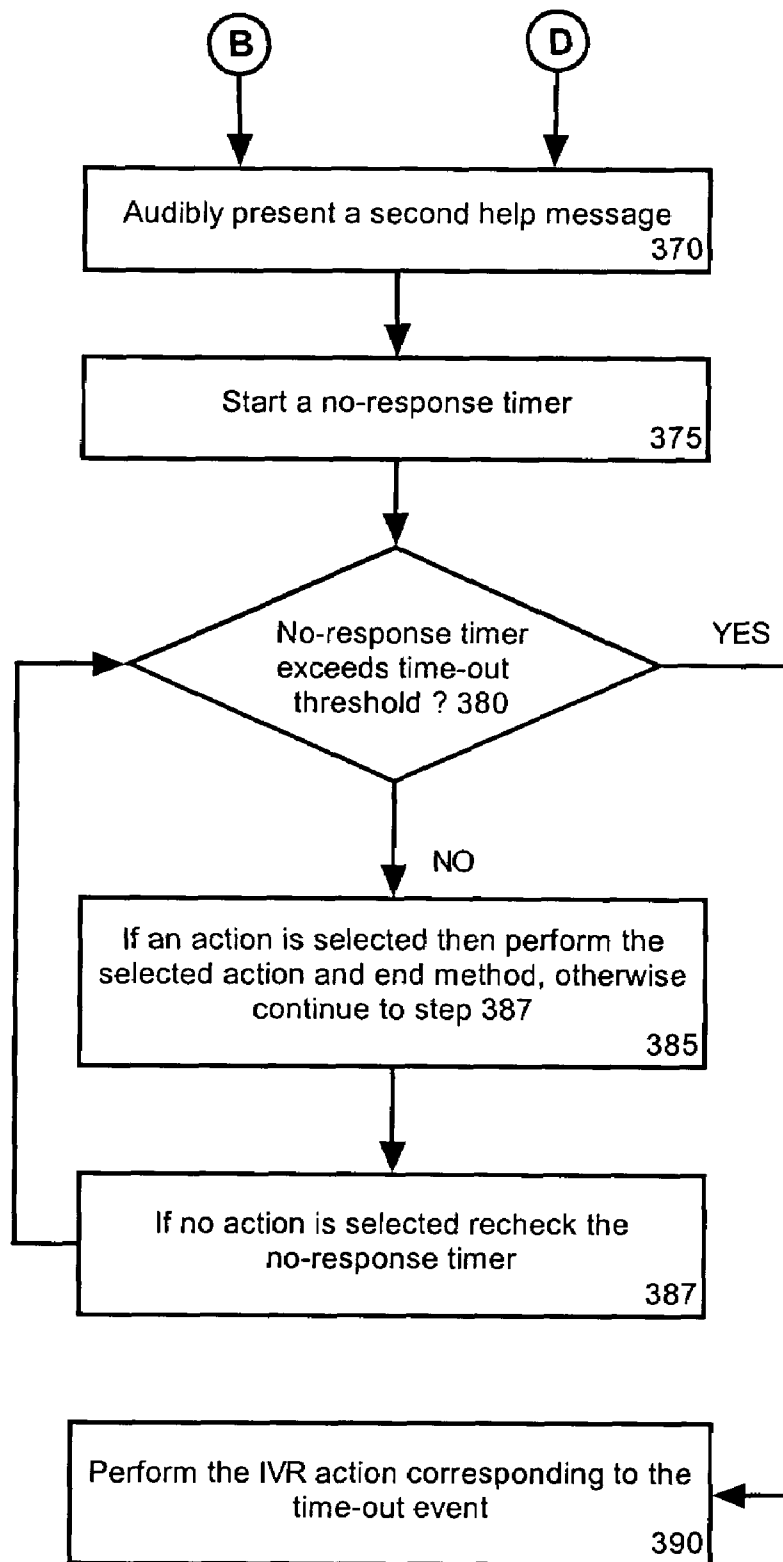 B
D
Audibly present a second help message
370
Start a no-response timer
375
No-response timer
exceeds time-out
threshold ? 380
YES
NO
If an action is selected then perform the
selected action and end method, otherwise
continue to step 387
385
If no action is selected recheck the
no-response timer
387
Perform the IVR action corresponding to the
time-out event
390